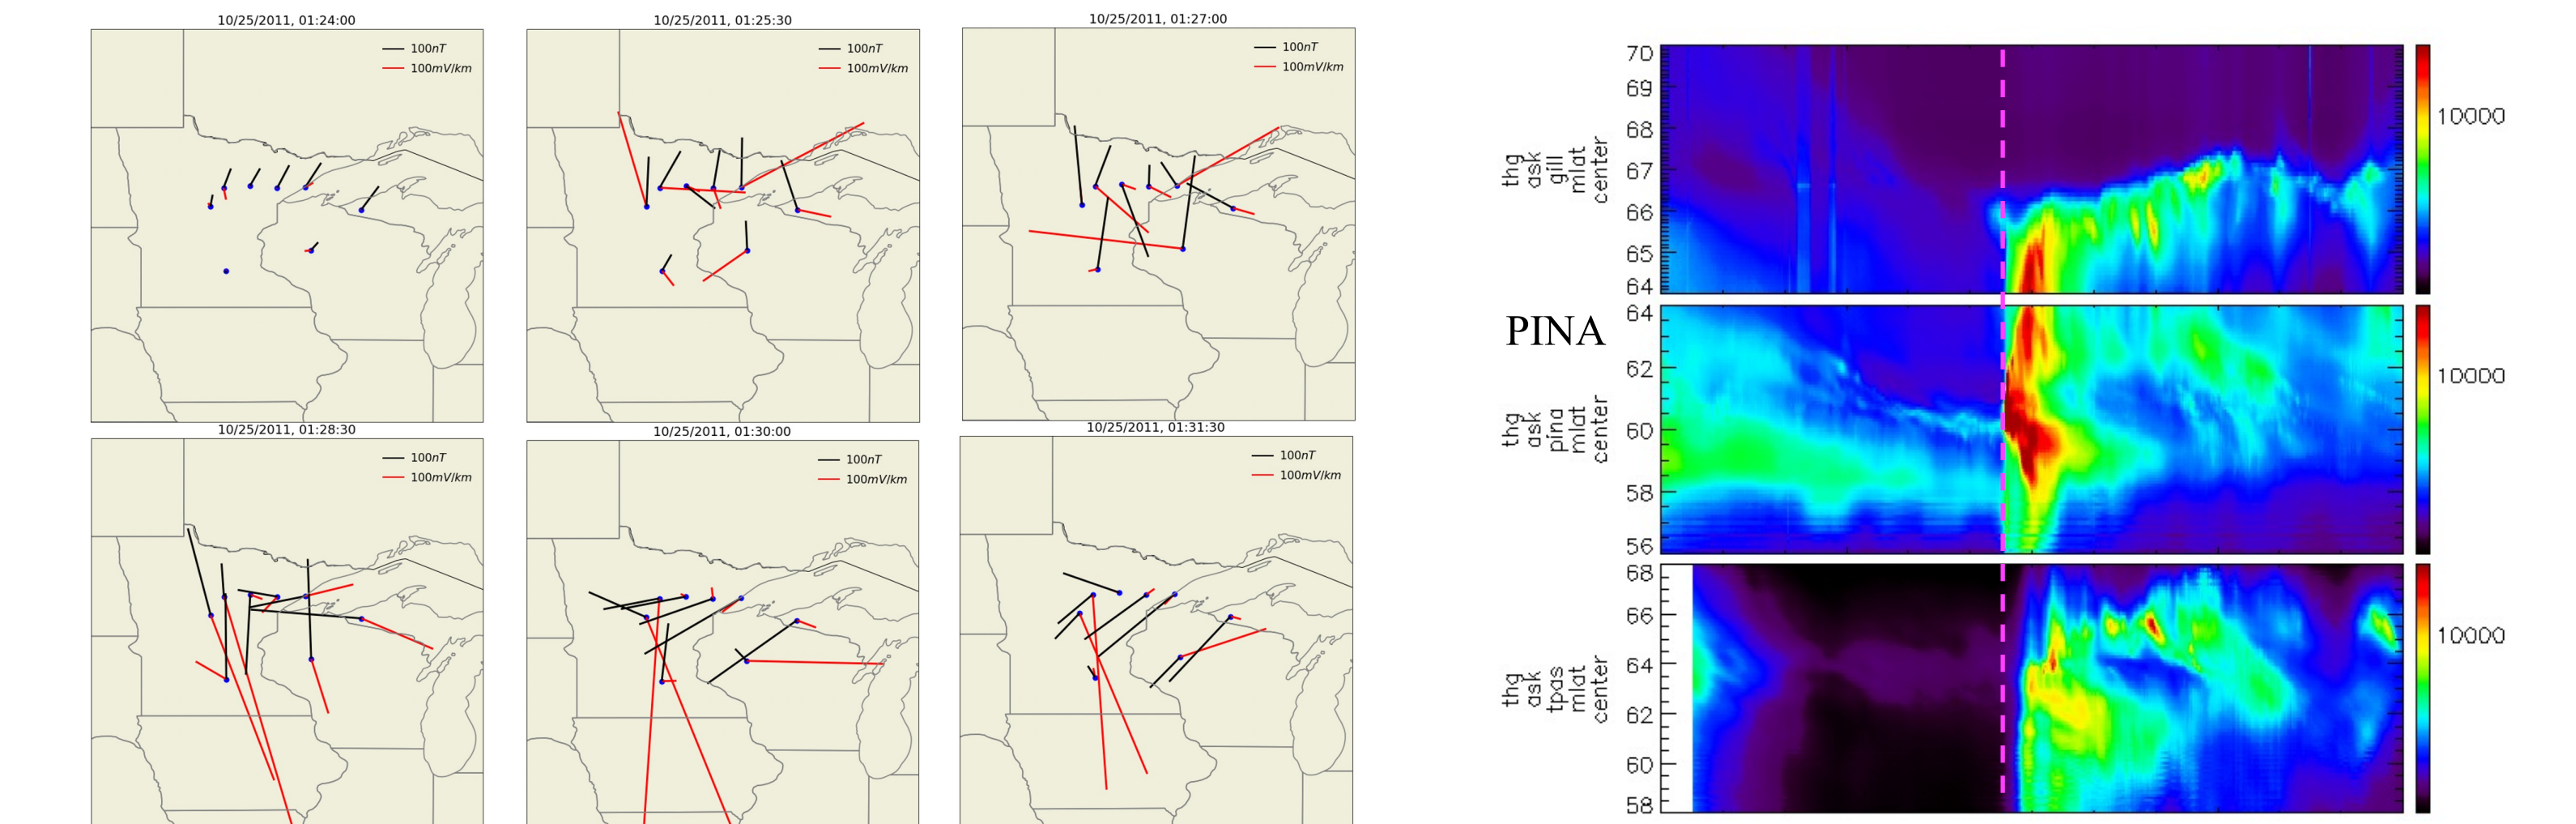 10/25/2011, 01:24:00
100nT
100mV/km
10/25/2011, 01:25:30
100nT
100mV/km
10/25/2011, 01:27:00
100nT
100mV/km
10/25/2011, 01:28:30
100nT
100mV/km
10/25/2011, 01:30:00
100nT
100mV/km
10/25/2011, 01:31:30
100nT
100mV/km
thg
ask
gill
mlat
center
70
69
68
67
66
65
64
10000
PINA
thg
ask
pina
mlat
center
64
62
60
58
56
10000
thg
ask
tpas
mlat
center
68
66
64
62
60
58
10000